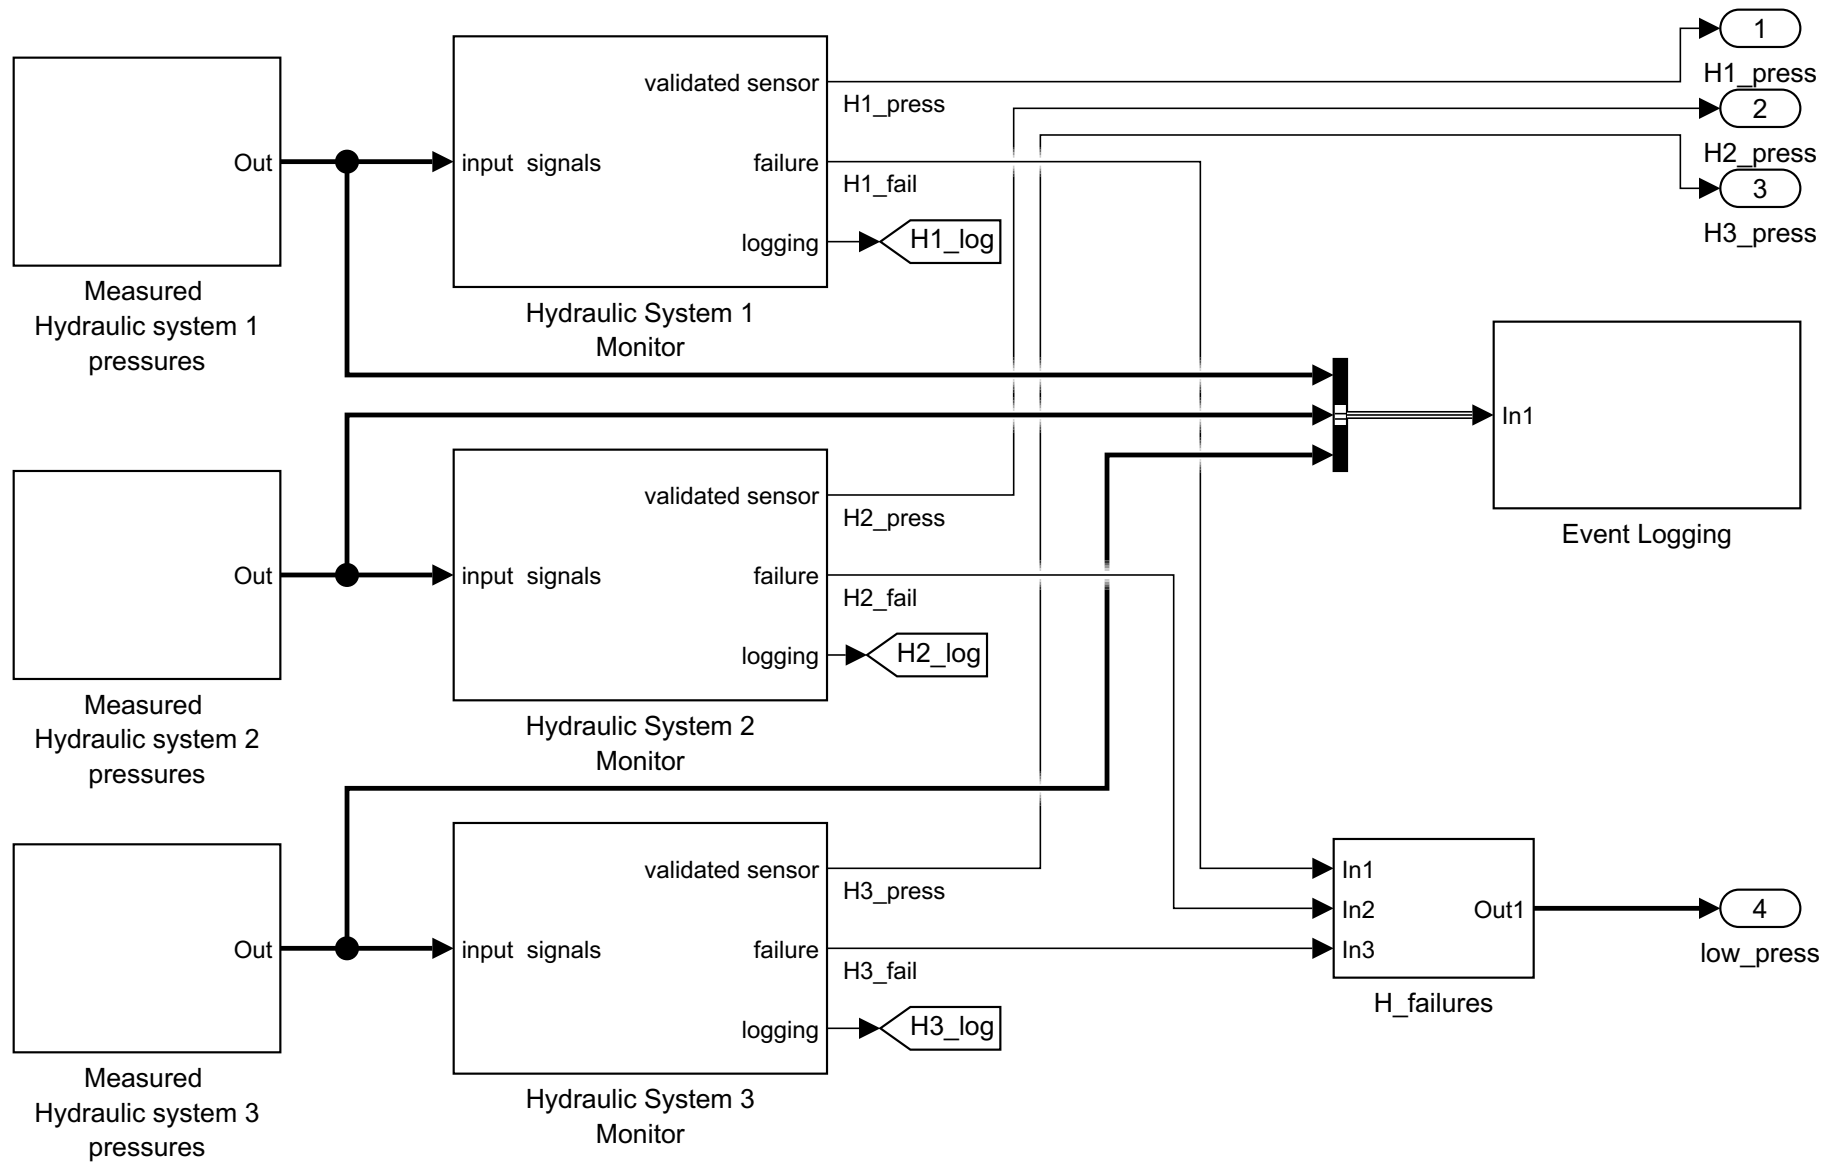 Out
Measured
Hydraulic system 1
pressures
validated sensor
input signals
failure
logging
Hydraulic System 1
Monitor
H1_press
H1_fail
H1_log
1
H1_press
2
H2_press
3
H3_press
In1
Event Logging
Out
Measured
Hydraulic system 2
pressures
validated sensor
input signals
failure
logging
Hydraulic System 2
Monitor
H2_press
H2_fail
H2_log
Out
Measured
Hydraulic system 3
pressures
validated sensor
input signals
failure
logging
Hydraulic System 3
Monitor
H3_press
H3_fail
H3_log
In1
In2
In3
Out1
H_failures
4
low_press